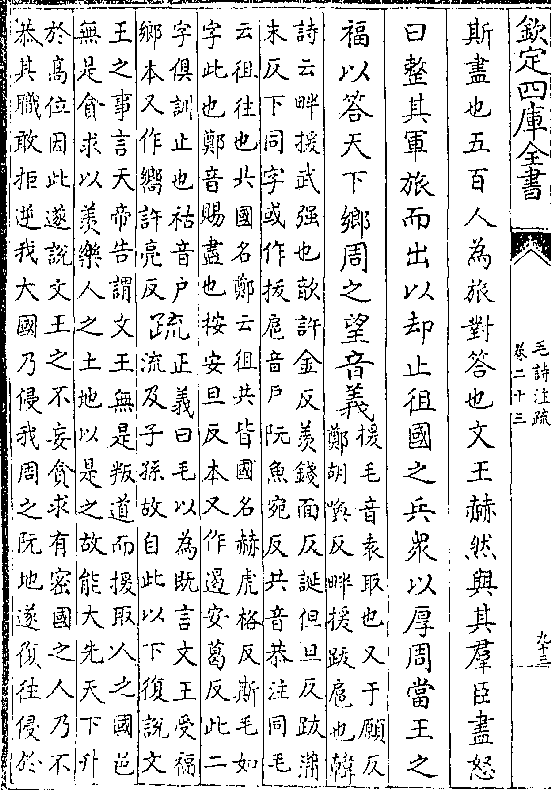 欽定四庫全書
毛詩注疏
卷二十三
九十三
斯盡也五百人為旅對答也文王赫然與其羣臣盡怒
曰整其軍旅而出以却止徂國之兵衆以厚周當王之
福以答天下鄉周之望音義
援毛音袁取也又于願反
鄭胡喚反畔援跋扈也韓
詩云畔援武强也歆許金反羨錢面反誕但旦反跋蒲
末反下同字或作拔扈音戶阮魚宛反共音恭注同毛
云徂往也共國名鄭云徂共皆國名赫虎格反斯毛如
字此也鄭音賜盡也按安旦反本又作遏安葛反此二
字俱訓止也祜音户
鄉本又作嚮許亮反
疏
正義曰毛以為既言文王受福
流及子孫故自此以下復説文
王之事言天帝告謂文王無是叛道而援取人之國邑
無是貪求以羨樂人之土地以是之故能大先天下升
於高位因此遂説文王之不妄貪求有密國之人乃不
恭其職敢拒逆我大國乃侵我周之阮地遂復往侵於